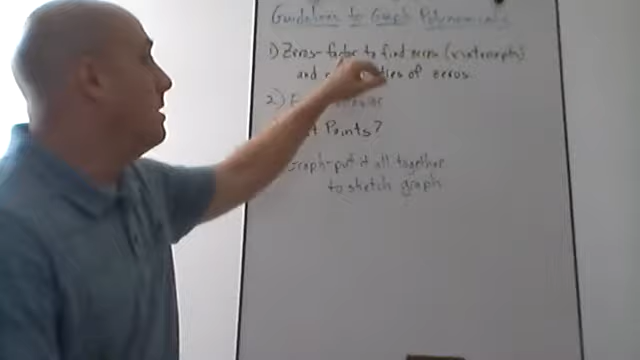 Guidelines to Graph Polynomials
1) Zeros- factor to find zeros (x-intercepts)
and of zeros.
2)
Points?
Graph-put it all together
to sketch graph